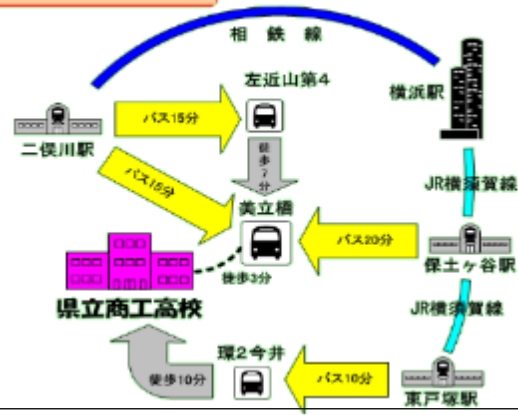 相鉄線
左近山第4
横浜駅
バス15分
二俣川駅
徒歩7分
バス15分
美立橋
JR横須賀線
バス20分
保土ヶ谷駅
徒歩3分
県立商工高校
JR横須賀線
環2今井
徒歩10分
バス10分
東戸塚駅